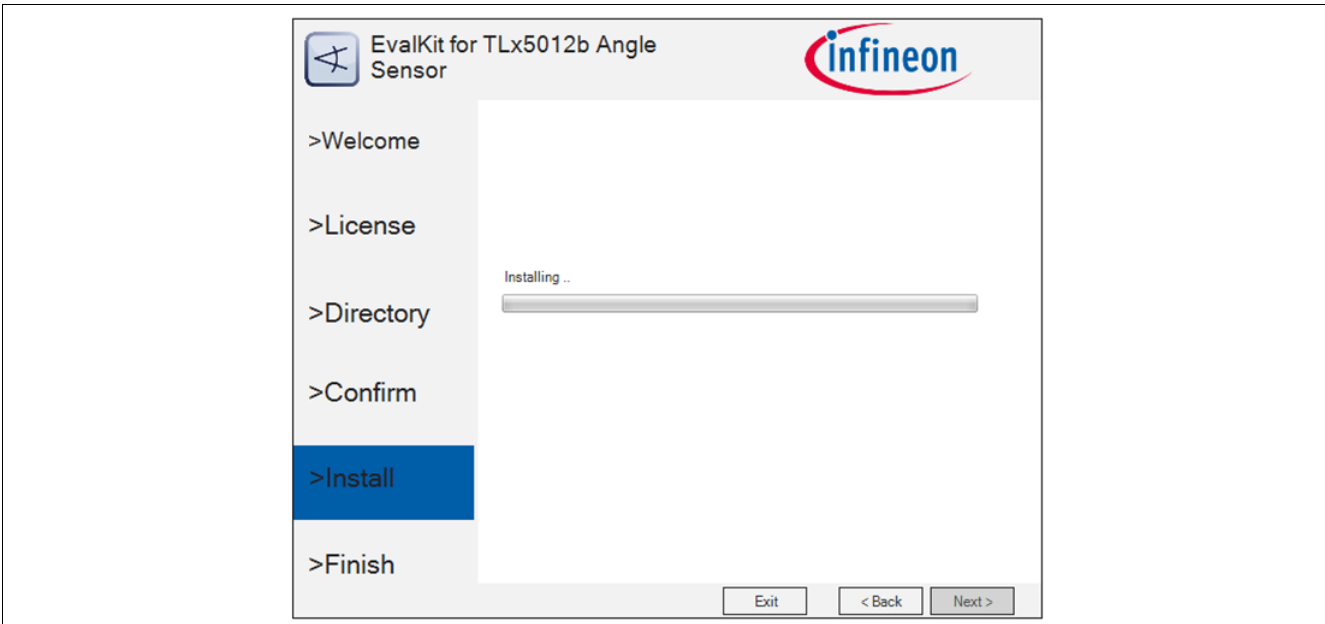 EvalKit for TLx5012b Angle
Sensor
infineon
>Welcome
>License
>Directory
>Confirm
>Install
>Finish
Installing ..
Exit
< Back
Next >